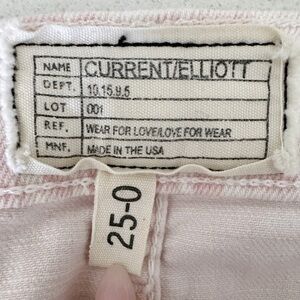 NAME CURRENT/ELLIOTT
DEPT. 10.15.9.5
LOT 001
REF. WEAR FOR LOVE/LOVE FOR WEAR
MNF. MADE IN THE USA
25-0